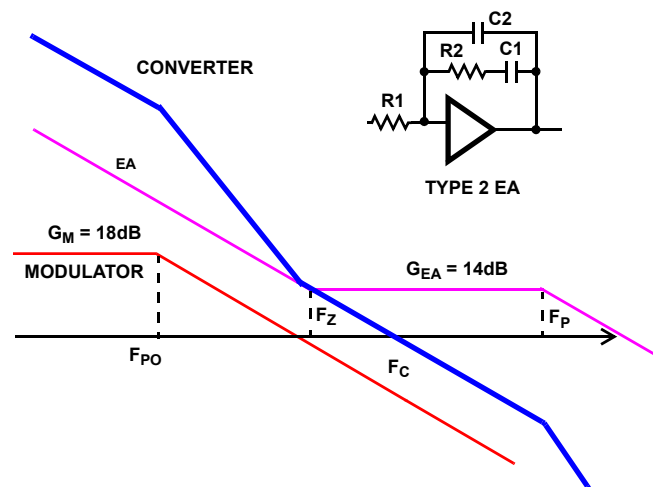 C2
CONVERTER
R2
C1
R1
EA
TYPE 2 EA
GM = 18dB
GEA = 14dB
MODULATOR
FZ
FP
FPO
FC